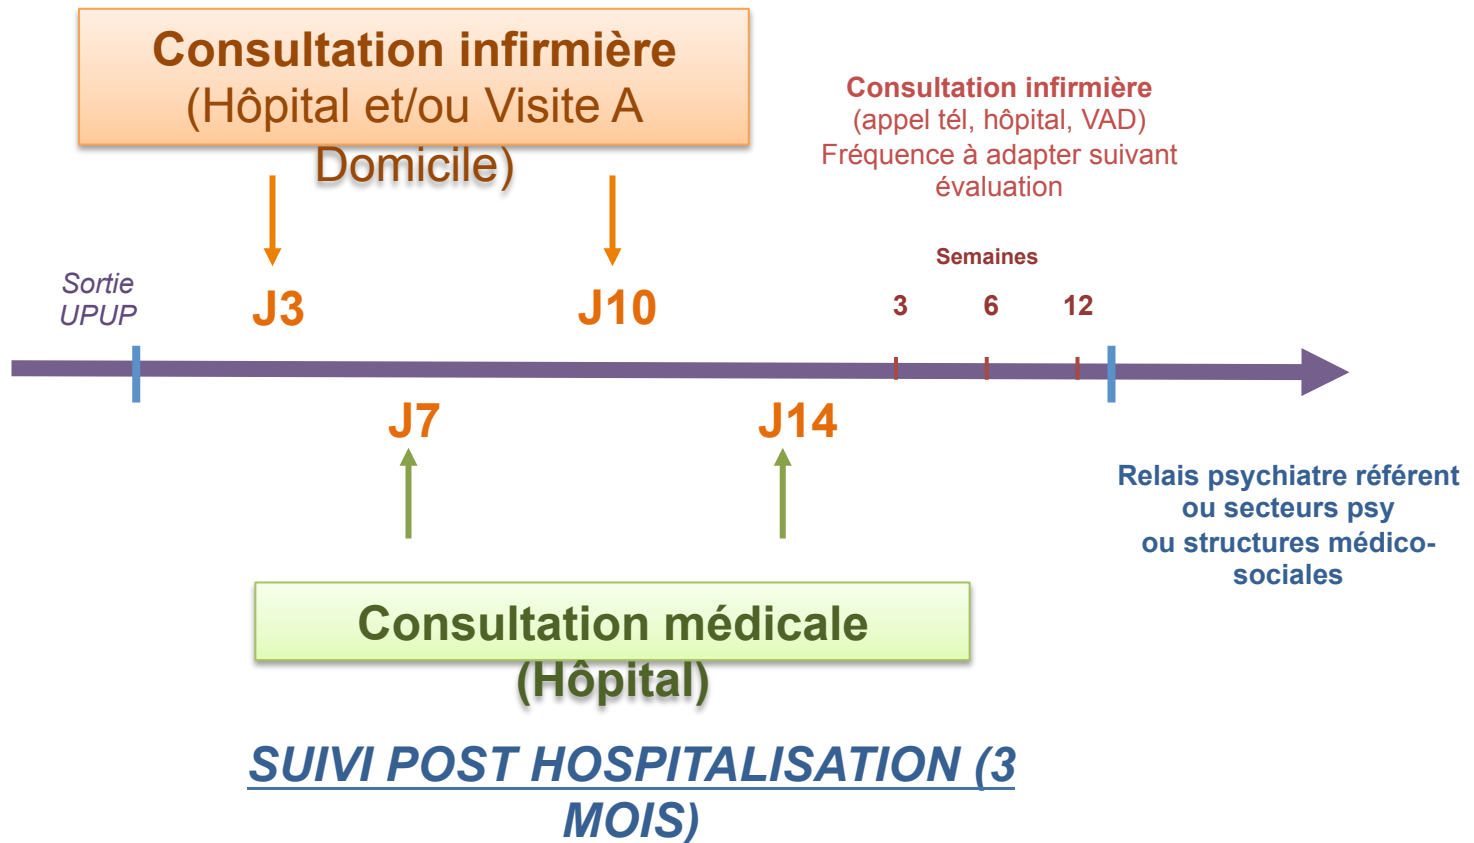 Consultation infirmière
(Hôpital et/ou Visite A
Domicile)
Consultation infirmière
(appel tél, hôpital, VAD)
Fréquence à adapter suivant
évaluation
Semaines
Sortie
UPUP
J3
J10
3
6
12
J7
J14
Relais psychiatre référent
ou secteurs psy
ou structures médico-
sociales
Consultation médicale
(Hôpital)
SUIVI POST HOSPITALISATION (3
MOIS)